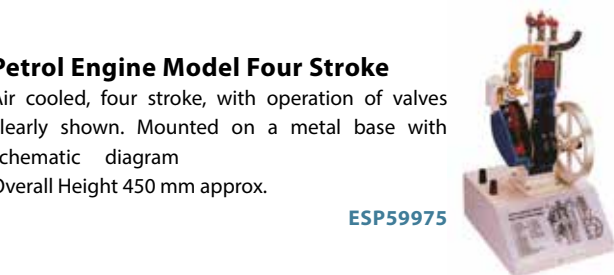 Petrol Engine Model Four Stroke
Air cooled, four stroke, with operation of valves
clearly shown. Mounted on a metal base with
schematic diagram
Overall Height 450 mm approx.
ESP59975